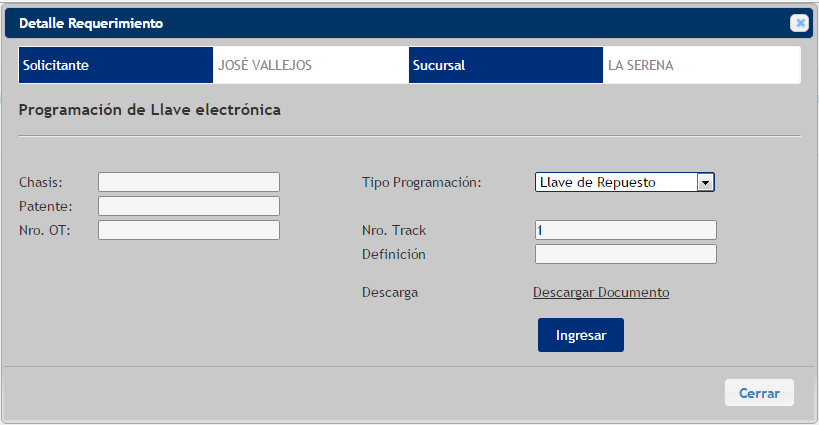 Detalle Requerimiento
Solicitante JOSÉ VALLEJOS Sucursal LA SERENA
Programación de Llave electrónica
Chasis: Tipo Programación: Llave de Repuesto
Patente:
Nro. OT: Nro. Track 1
Definición
Descarga Descargar Documento
Ingresar
Cerrar